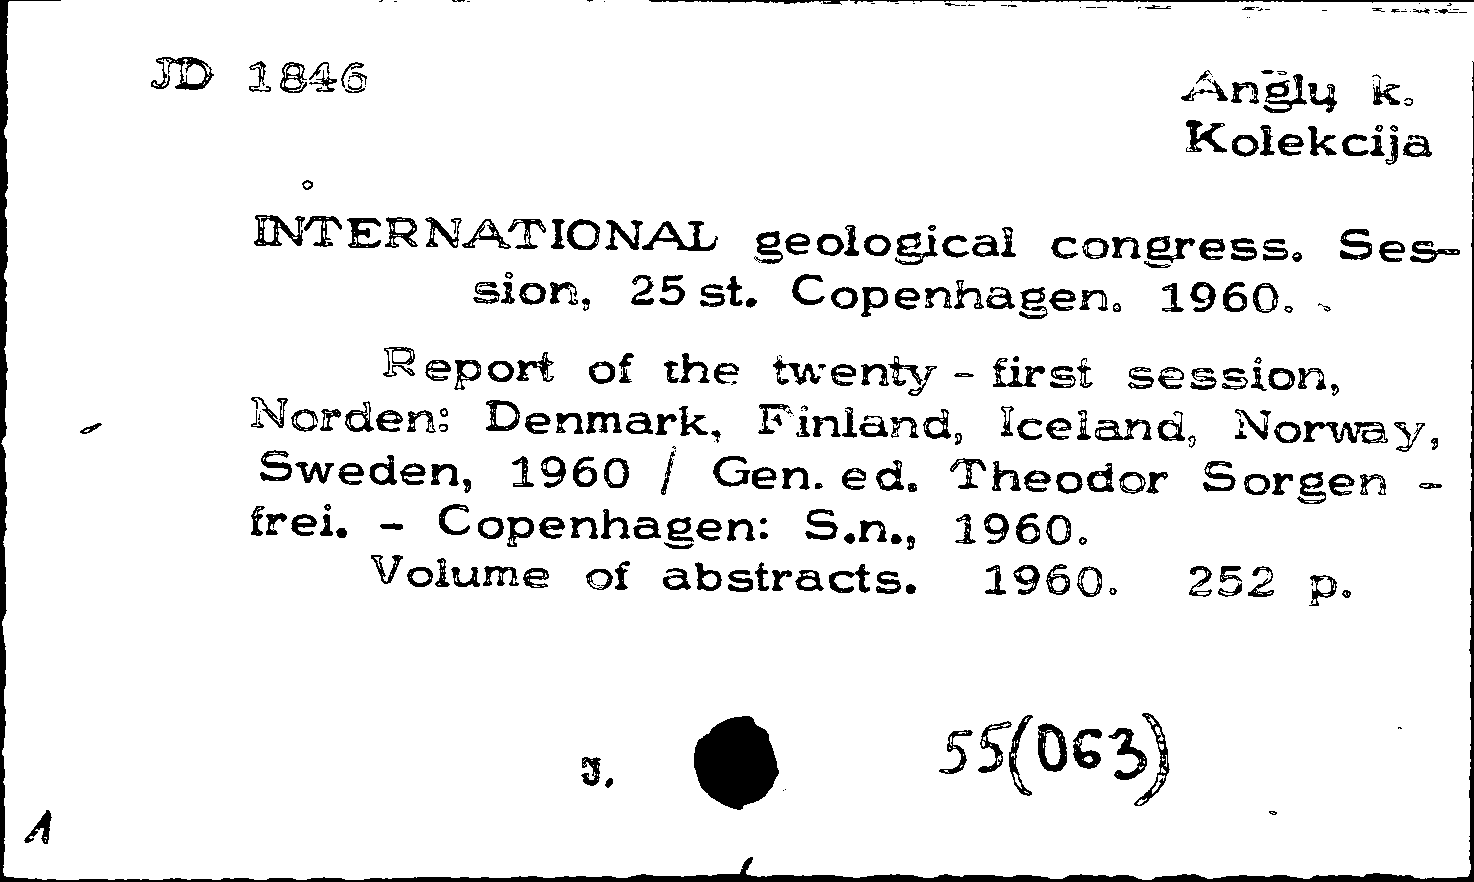 JD 1846
Anglų k.
Kolekcija
INTERNATIONAL geological congress. Ses-
sion, 25 st. Copenhagen. 1960.
Report of the twenty - first session,
Norden: Denmark, Finland, Iceland, Norway,
Sweden, 1960 / Gen. ed. Theodor Sorgen -
frei. - Copenhagen: S.n., 1960.
Volume of abstracts. 1960. 252 p.
55(063)